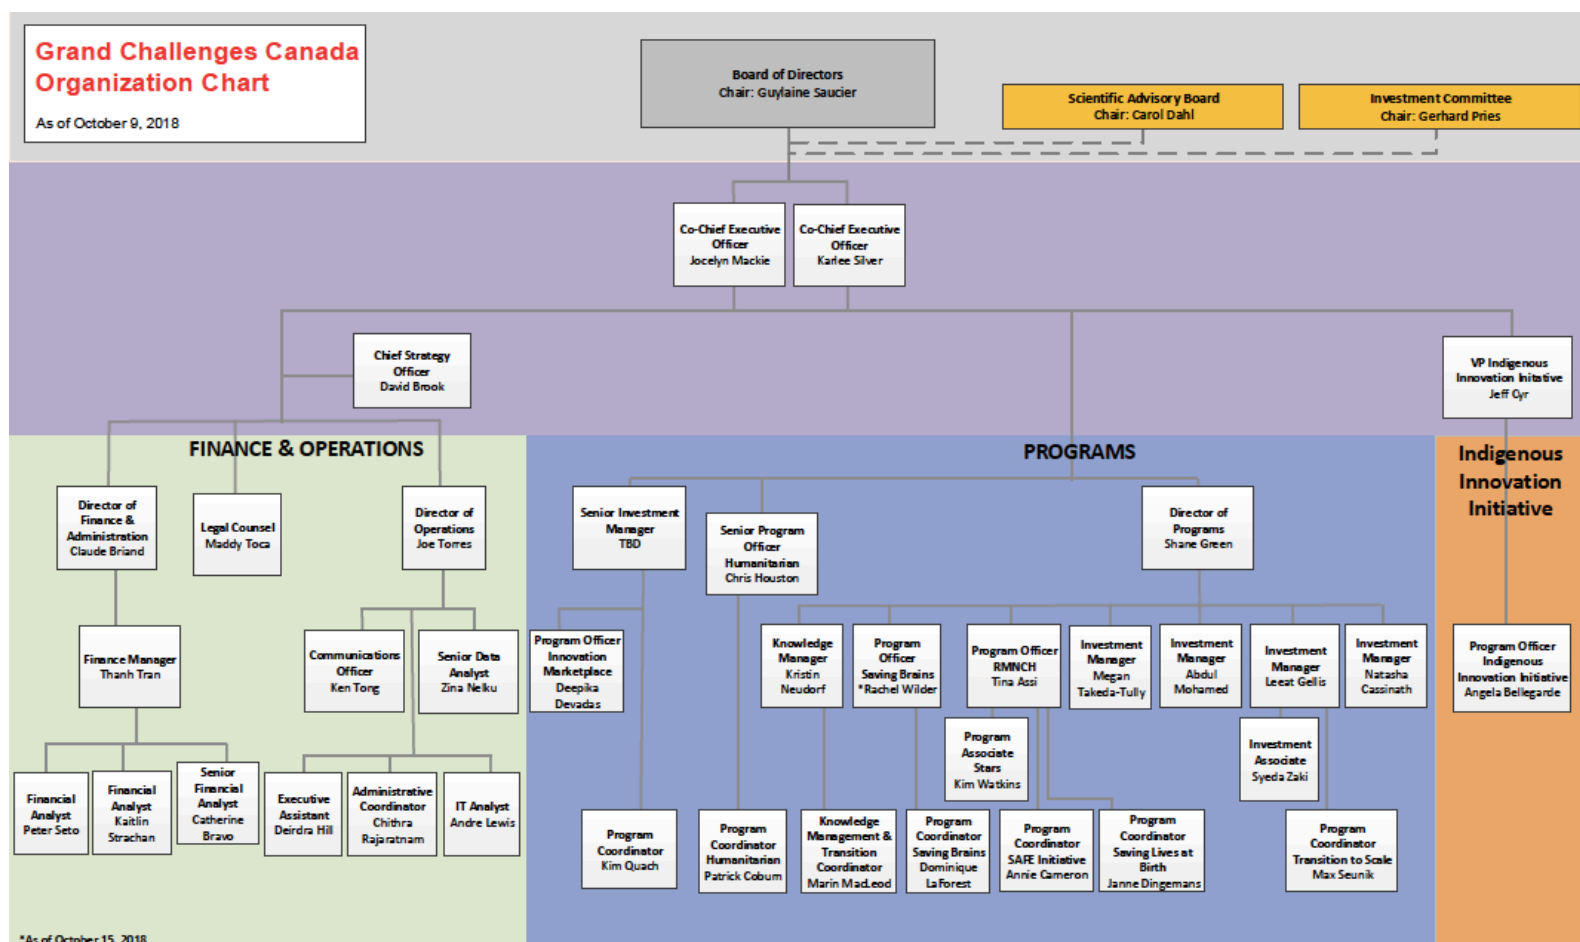 Grand Challenges Canada
Organization Chart
As of October 9, 2018
Board of Directors
Chair: Guylaine Saucier
Scientific Advisory Board
Chair: Carol Dahl
Investment Committee
Chair: Gerhard Pries
Co-Chief Executive
Officer
Jocelyn Mackie
Co-Chief Executive
Officer
Karlee Silver
Chief Strategy
Officer
David Brook
VP Indigenous
Innovation Initative
Jeff Cyr
FINANCE & OPERATIONS
PROGRAMS
Indigenous
Innovation
Initiative
Director of
Finance &
Administration
Claude Briand
Legal Counsel
Maddy Toca
Director of
Operations
Joe Torres
Senior Investment
Manager
TBD
Senior Program
Officer
Humanitarian
Chris Houston
Director of
Programs
Shane Green
Finance Manager
Thanh Tran
Communications
Officer
Ken Tong
Senior Data
Analyst
Zina Nelku
Program Officer
Innovation
Marketplace
Deepika
Devadas
Knowledge
Manager
Kristin
Neudorf
Program
Officer
Saving Brains
*Rachel Wilder
Program Officer
RMNCH
Tina Assi
Investment
Manager
Megan
Takeda-Tully
Investment
Manager
Abdul
Mohamed
Investment
Manager
Leeat Gellis
Investment
Manager
Natasha
Cassinath
Program Officer
Indigenous
Innovation Initiative
Angela Bellegarde
Program
Associate
Stars
Kim Watkins
Investment
Associate
Syeda Zaki
Financial
Analyst
Peter Seto
Financial
Analyst
Kaitlin
Strachan
Senior
Financial
Analyst
Catherine
Bravo
Executive
Assistant
Deirdra Hill
Administrative
Coordinator
Chithra
Rajaratnam
IT Analyst
Andre Lewis
Program
Coordinator
Kim Quach
Program
Coordinator
Humanitarian
Patrick Coburn
Knowledge
Management &
Transition
Coordinator
Marin MacLeod
Program
Coordinator
Saving Brains
Dominique
LaForest
Program
Coordinator
SAFE Initiative
Annie Cameron
Program
Coordinator
Saving Lives at
Birth
Janne Dingemans
Program
Coordinator
Transition to Scale
Max Seunik
*As of October 15, 2018